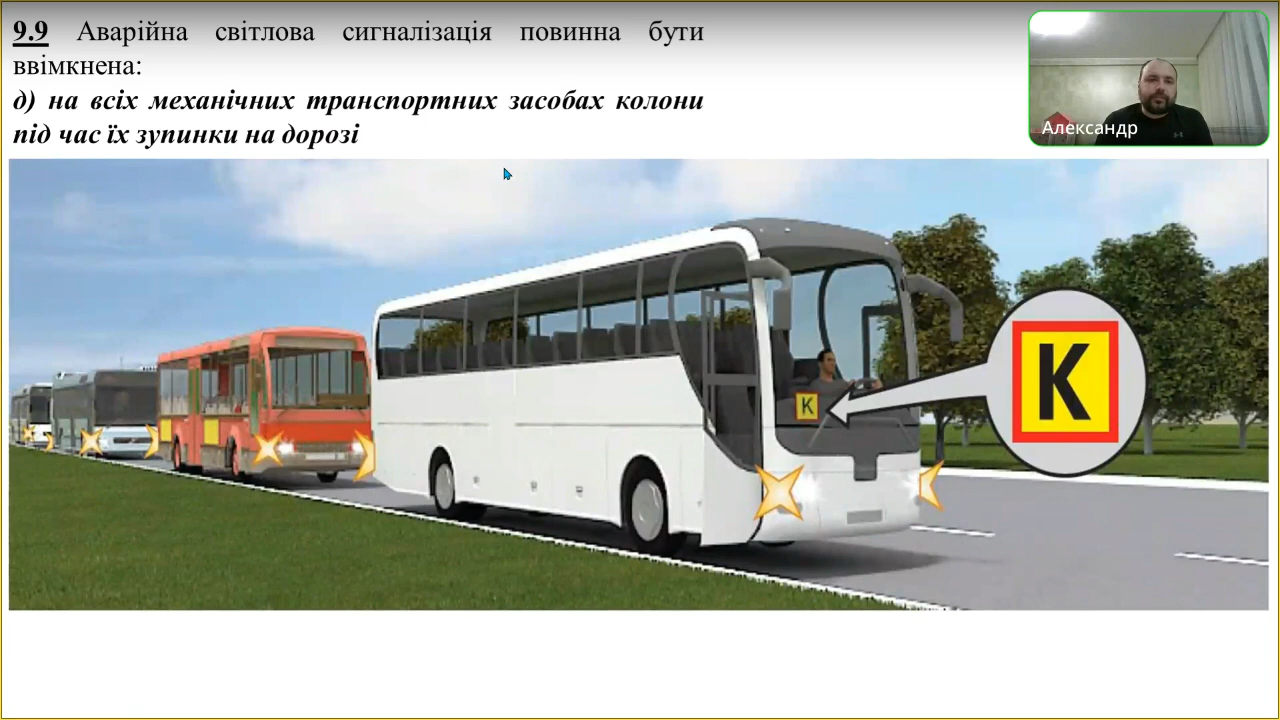 9.9 Аварійна світлова сигналізація повинна бути
ввімкнена:
д) на всіх механічних транспортних засобах колони
під час їх зупинки на дорозі
Александр
K
K